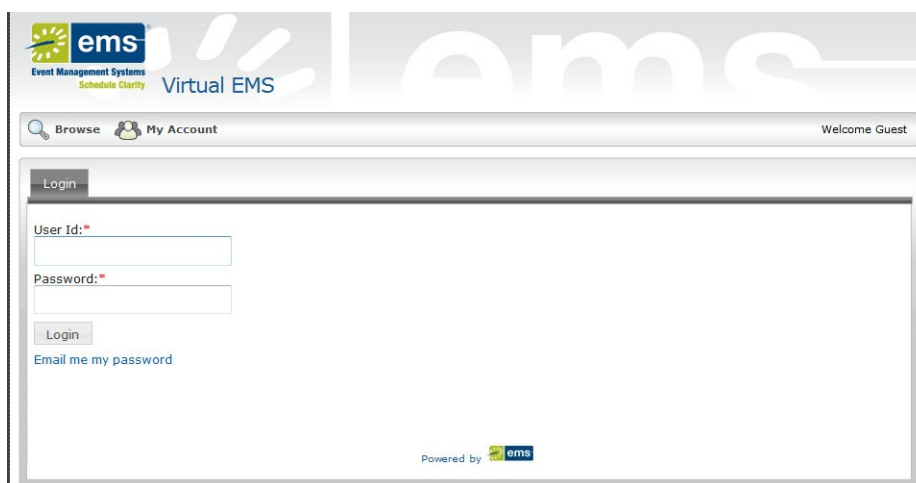 ems
Event Management Systems
Schedule Clarity
Virtual EMS
ems
Browse My Account Welcome Guest
Login
User Id:*
Password:*
Login
Email me my password
Powered by ems